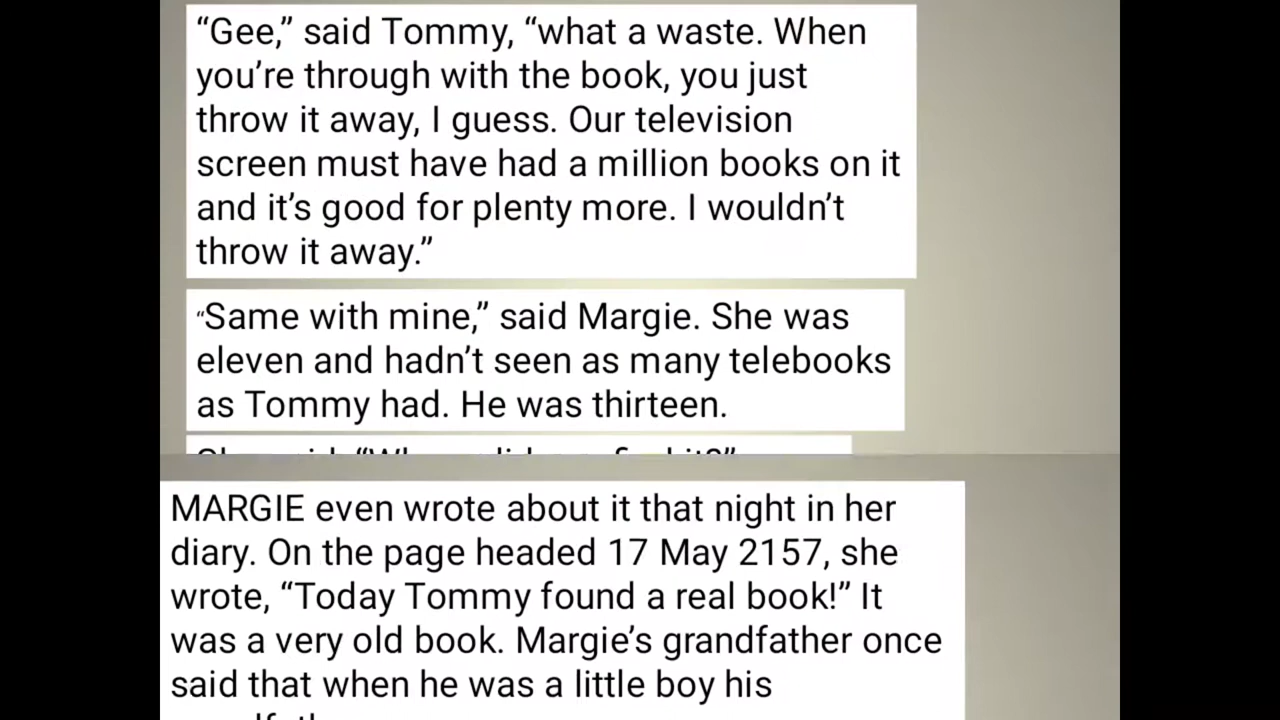 “Gee,” said Tommy, “what a waste. When
you’re through with the book, you just
throw it away, I guess. Our television
screen must have had a million books on it
and it’s good for plenty more. I wouldn’t
throw it away.”
“Same with mine,” said Margie. She was
eleven and hadn’t seen as many telebooks
as Tommy had. He was thirteen.
MARGIE even wrote about it that night in her
diary. On the page headed 17 May 2157, she
wrote, “Today Tommy found a real book!” It
was a very old book. Margie’s grandfather once
said that when he was a little boy his